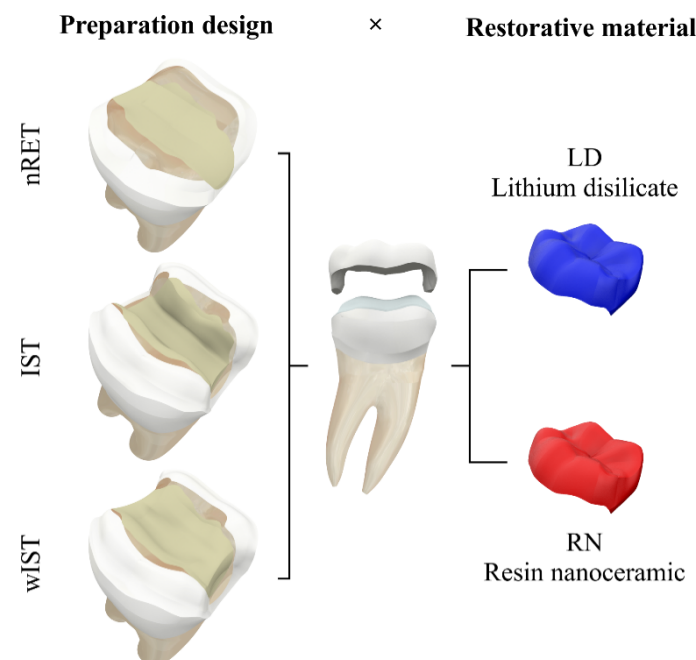 Preparation design × Restorative material
nRET
LD
Lithium disilicate
IST
RN
Resin nanoceramic
wIST